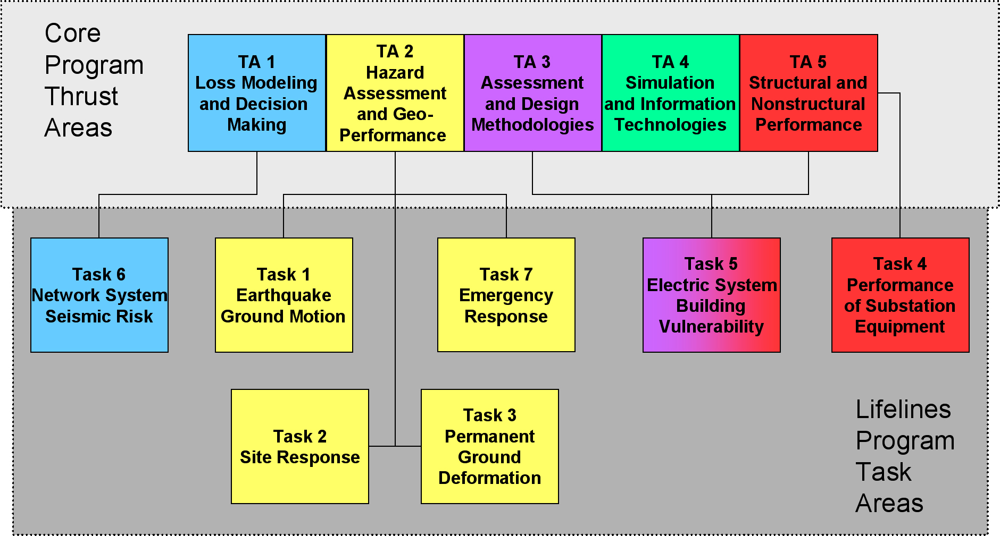 Core
Program
Thrust
Areas
TA 1
Loss Modeling
and Decision
Making
TA 2
Hazard
Assessment
and Geo-
Performance
TA 3
Assessment
and Design
Methodologies
TA 4
Simulation
and Information
Technologies
TA 5
Structural and
Nonstructural
Performance
Task 6
Network System
Seismic Risk
Task 1
Earthquake
Ground Motion
Task 7
Emergency
Response
Task 5
Electric System
Building
Vulnerability
Task 4
Performance
of Substation
Equipment
Task 2
Site Response
Task 3
Permanent
Ground
Deformation
Lifelines
Program
Task
Areas